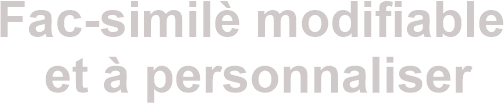 Fac-similè modifiable
et à personnaliser